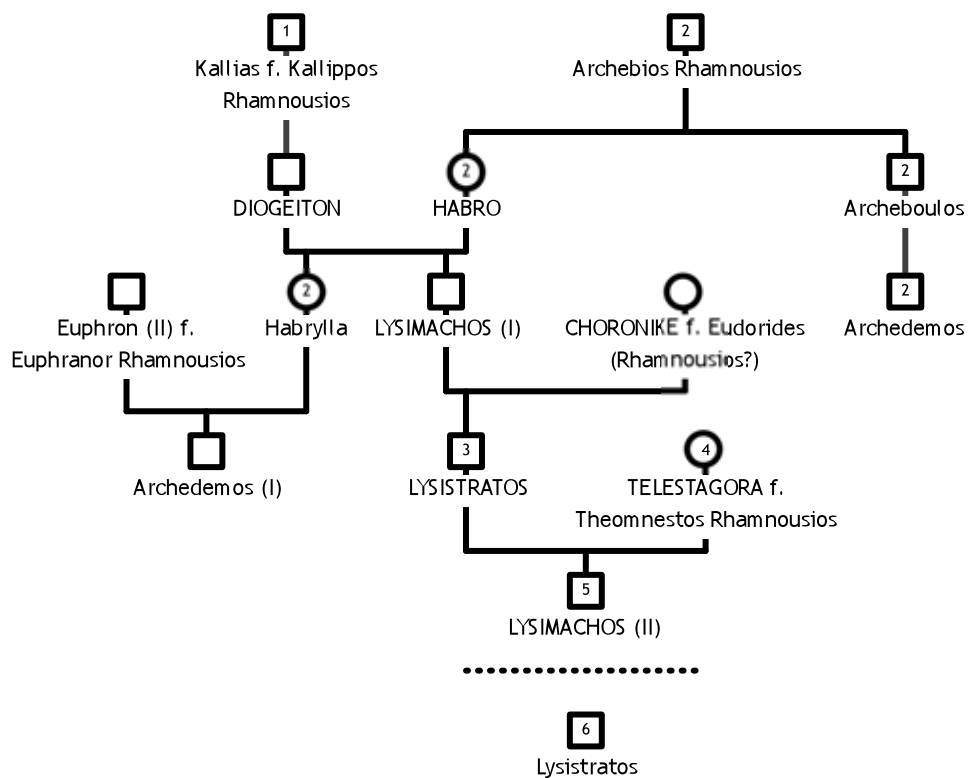 1
2
Kallias f. Kallippos
Rhamnousios
Archebios Rhamnousios
2
2
DIOGEITON
HABRO
Archeboulos
2
2
Euphron (II) f.
Euphranor Rhamnousios
Habrylla
LYSIMACHOS (I)
CHORONIKE f. Eudorides
(Rhamnousios?)
Archedemos
3
4
Archedemos (I)
LYSISTRATOS
TELESTAGORA f.
Theomnestos Rhamnousios
5
LYSIMACHOS (II)
6
Lysistratos